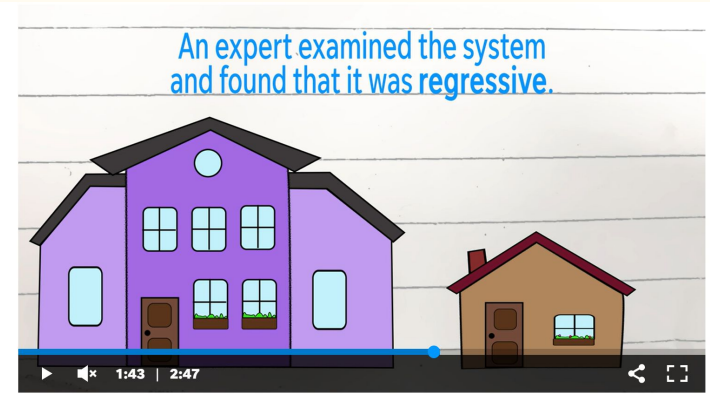 An expert examined the system
and found that it was regressive.
1:43 | 2:47